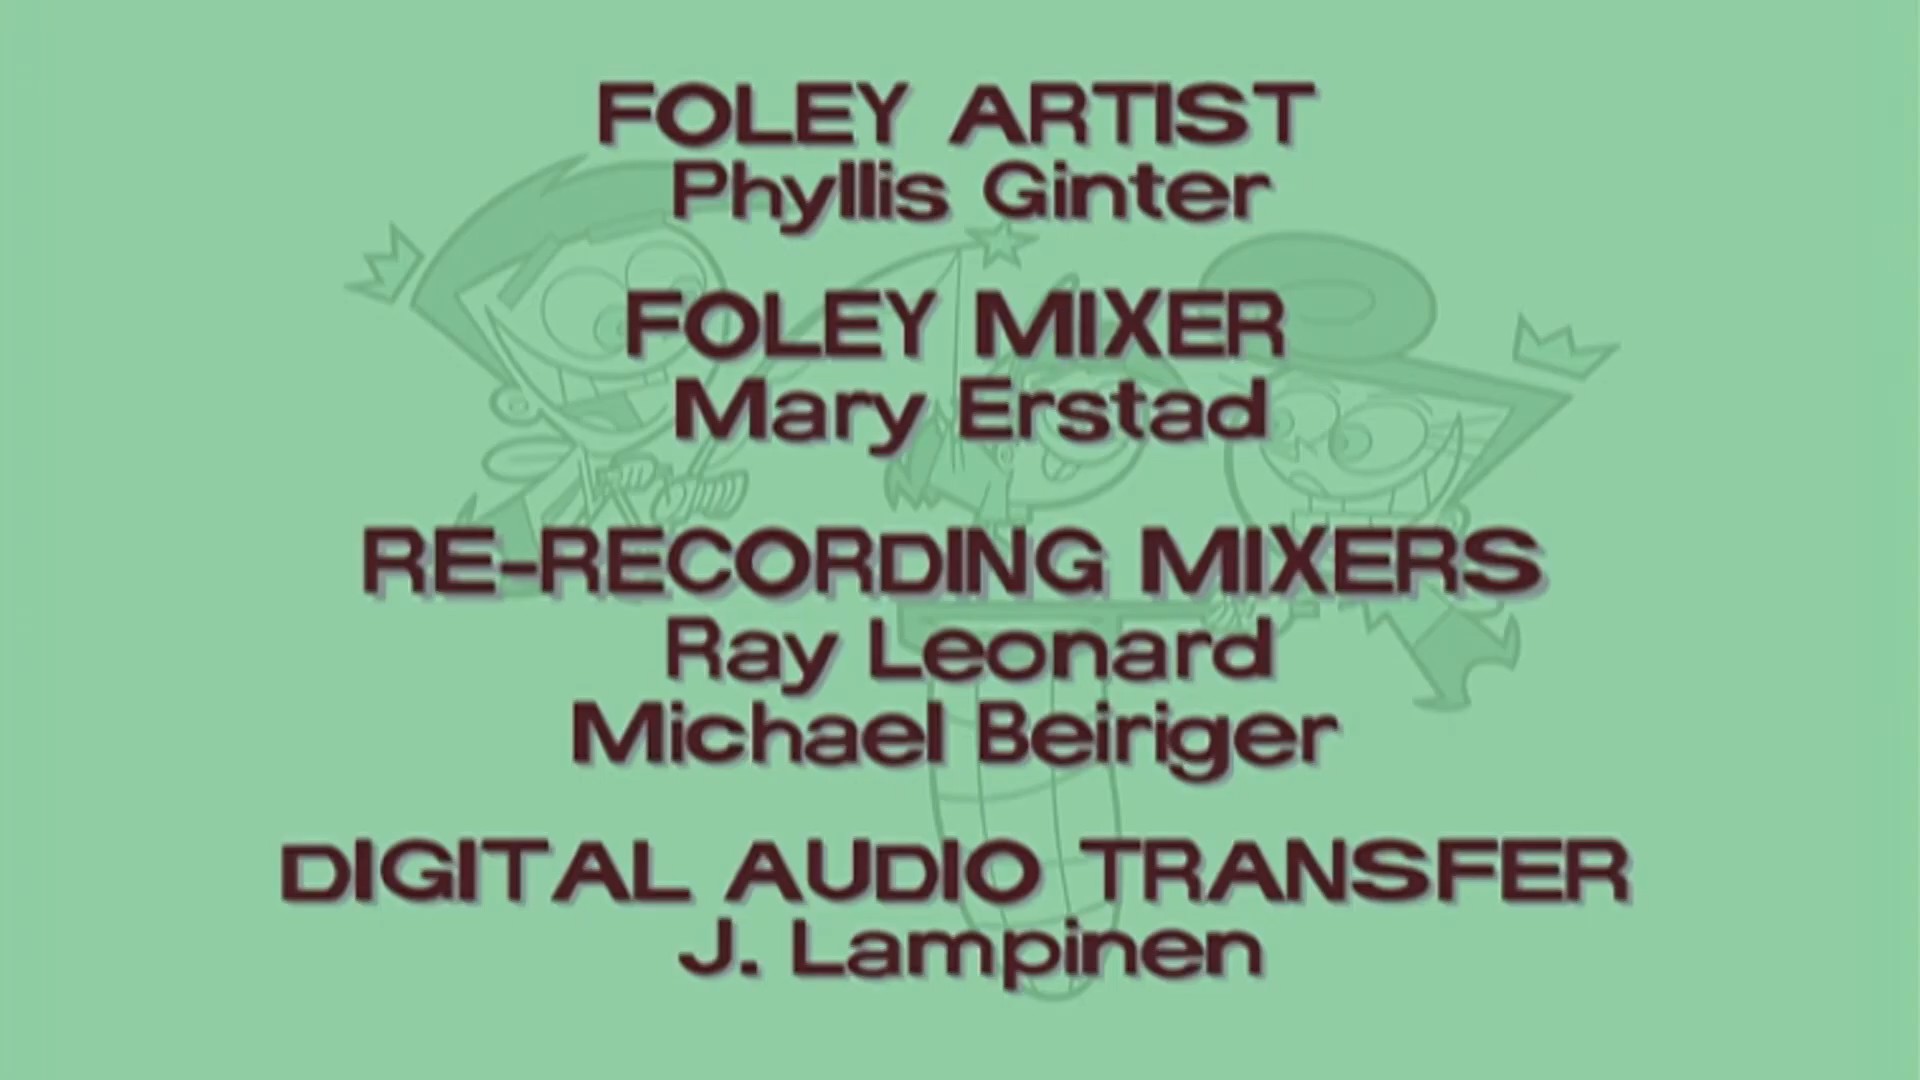 FOLEY ARTIST
Phyllis Ginter
FOLEY MIXER
Mary Erstad
RE-RECORDING MIXERS
Ray Leonard
Michael Beiriger
DIGITAL AUDIO TRANSFER
J. Lampinen